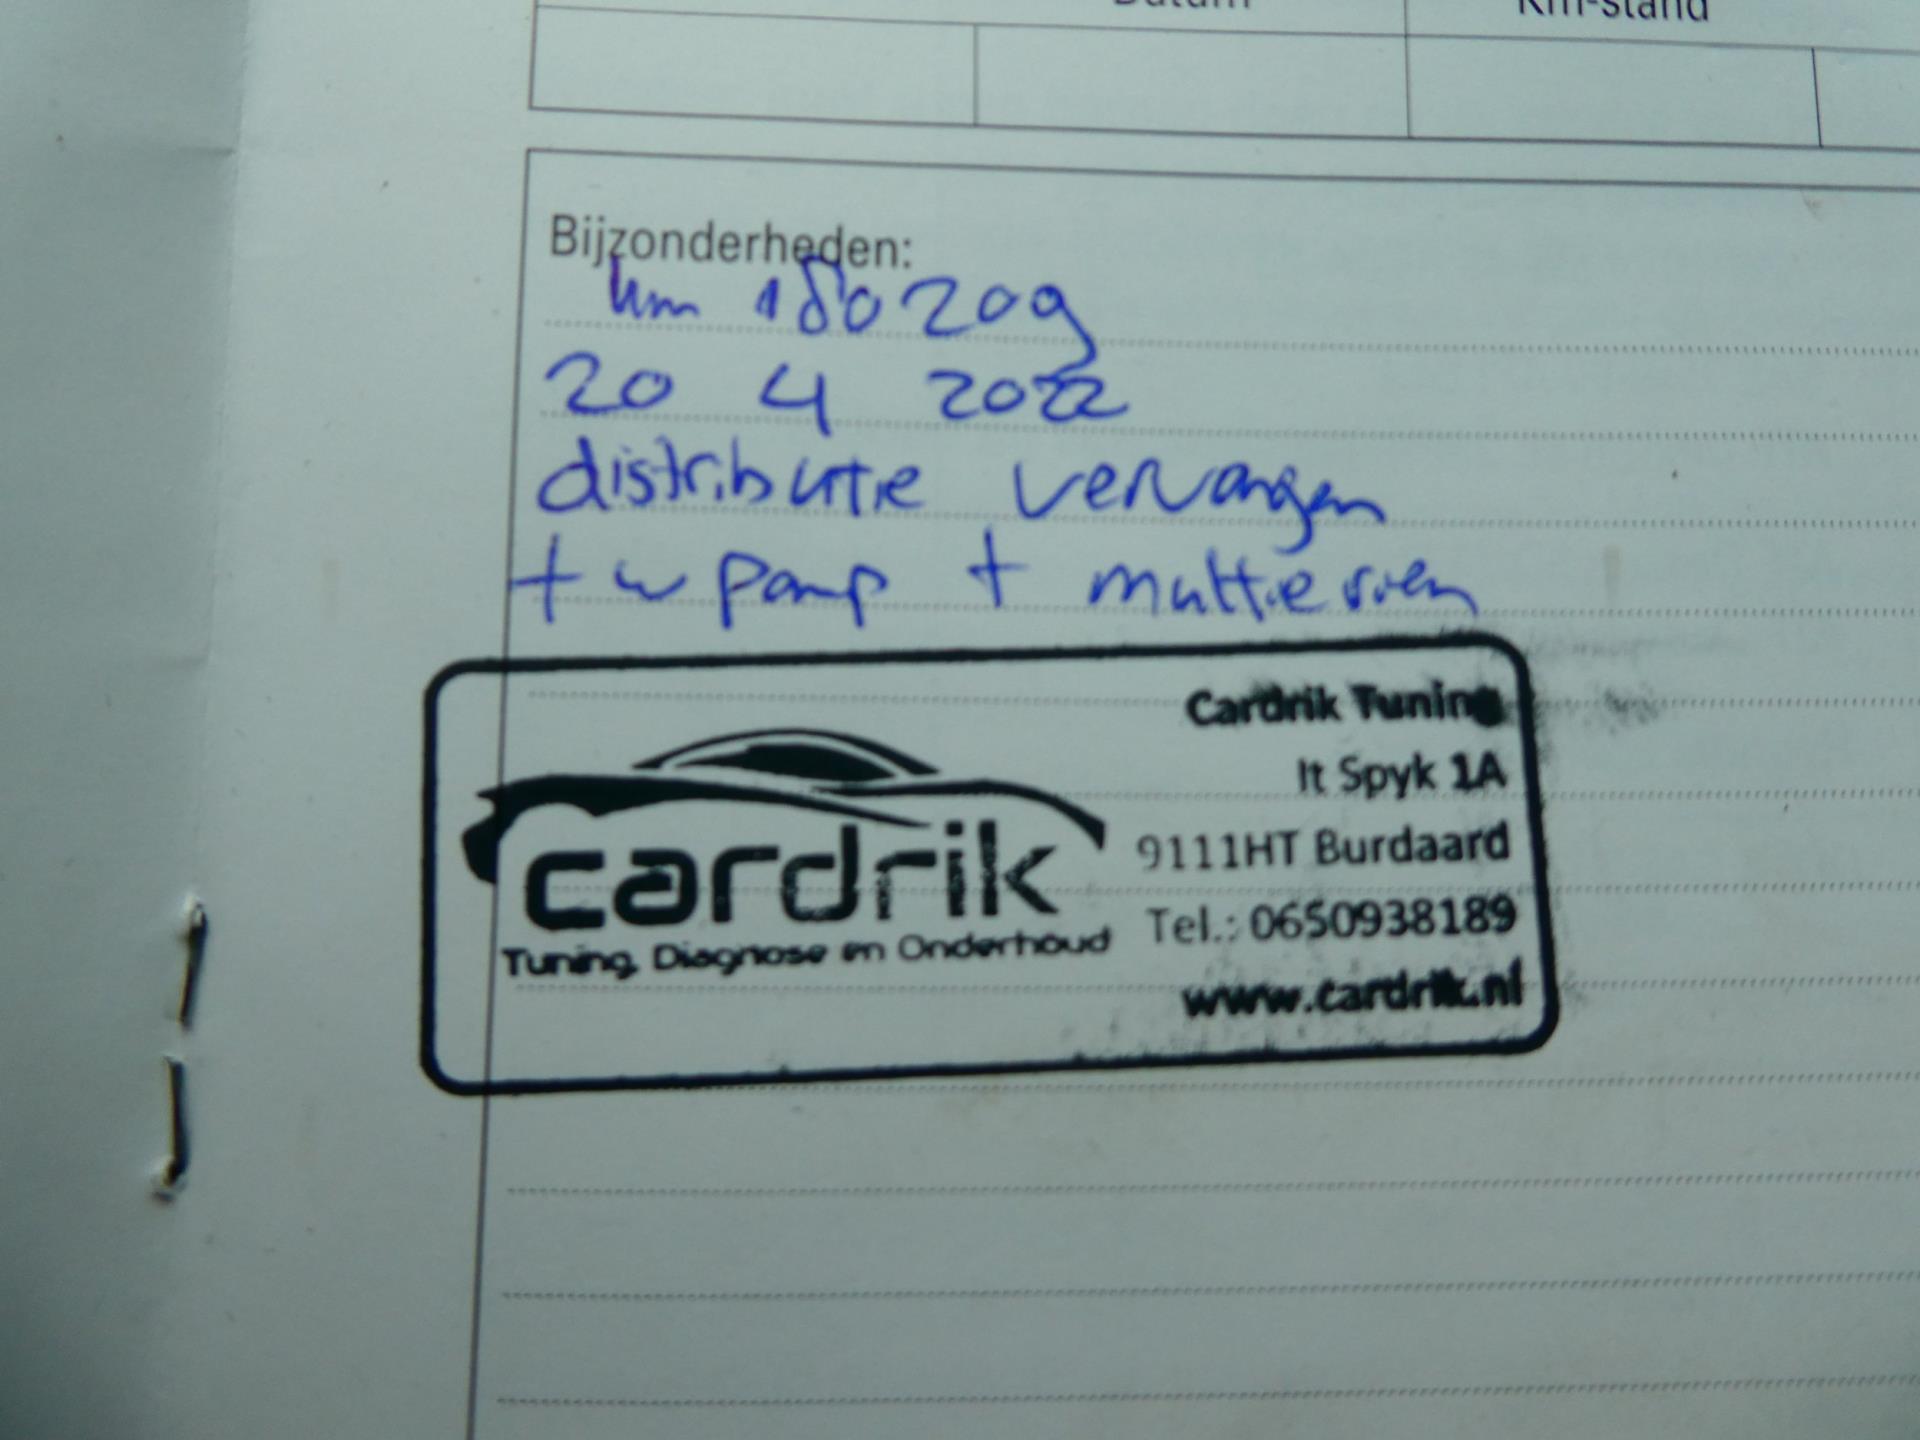 Datum Km-stand
Bijzonderheden:
km 180209
20 4 2022
distributie vervangen
+ w pomp + multieriem
cardrik
Tuning, Diagnose en Onderhoud
Cardrik Tuning
It Spyk 1A
9111HT Burdaard
Tel.: 0650938189
www.cardrik.nl